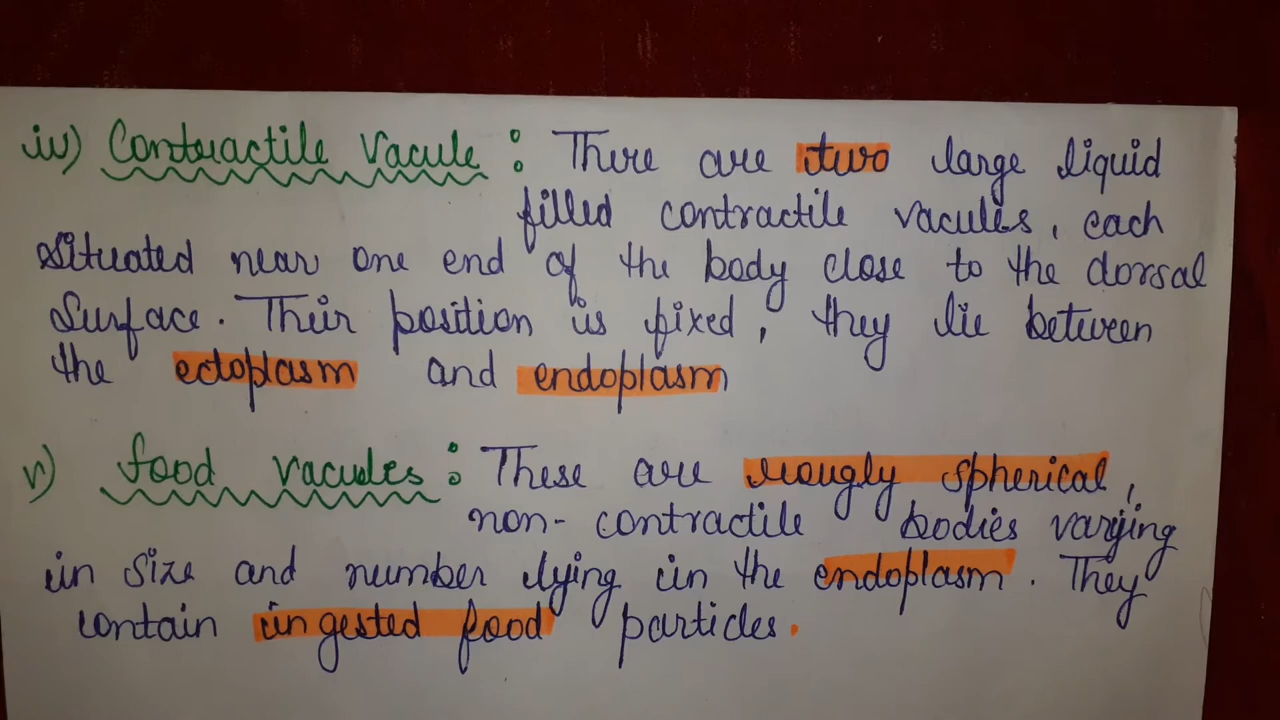 iv) Contractile Vacule : There are two large liquid
filled contractile vacules, each
situated near one end of the body close to the dorsal
Surface. Their position is fixed, they lie between
the ectoplasm and endoplasm
v) food vacules : These are rougly spherical,
non-contractile bodies varying
in size and number lying in the endoplasm. They
contain ingested food particles.